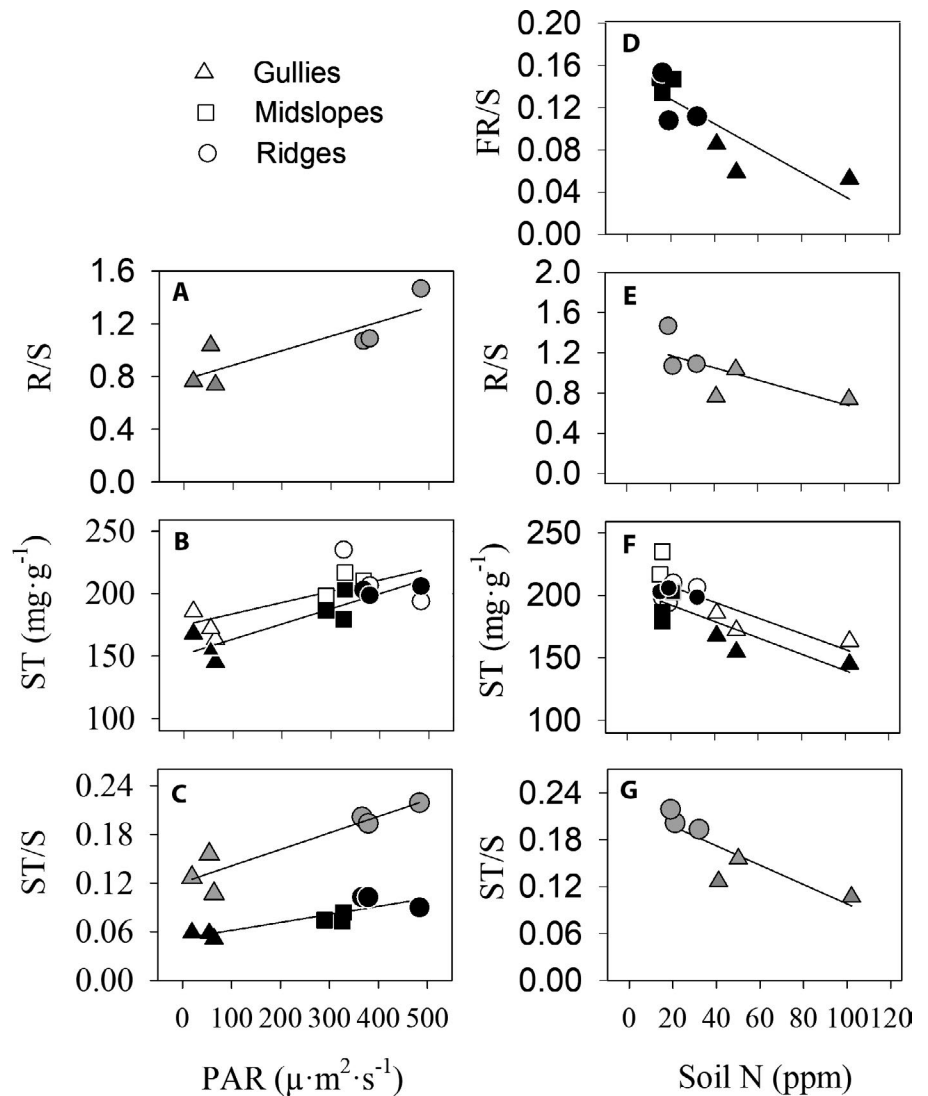 Gullies
Midslopes
Ridges
D
FR/S
0.20
0.16
0.12
0.08
0.04
0.00
A
R/S
1.6
1.2
0.8
0.4
0.0
E
R/S
2.0
1.6
1.2
0.8
0.4
0.0
B
ST (mg·g⁻¹)
250
200
150
100
F
ST (mg·g⁻¹)
250
200
150
100
C
ST/S
0.24
0.18
0.12
0.06
0.00
0 100 200 300 400 500
PAR (μ·m²·s⁻¹)
G
ST/S
0.24
0.18
0.12
0.06
0.00
0 20 40 60 80 100 120
Soil N (ppm)